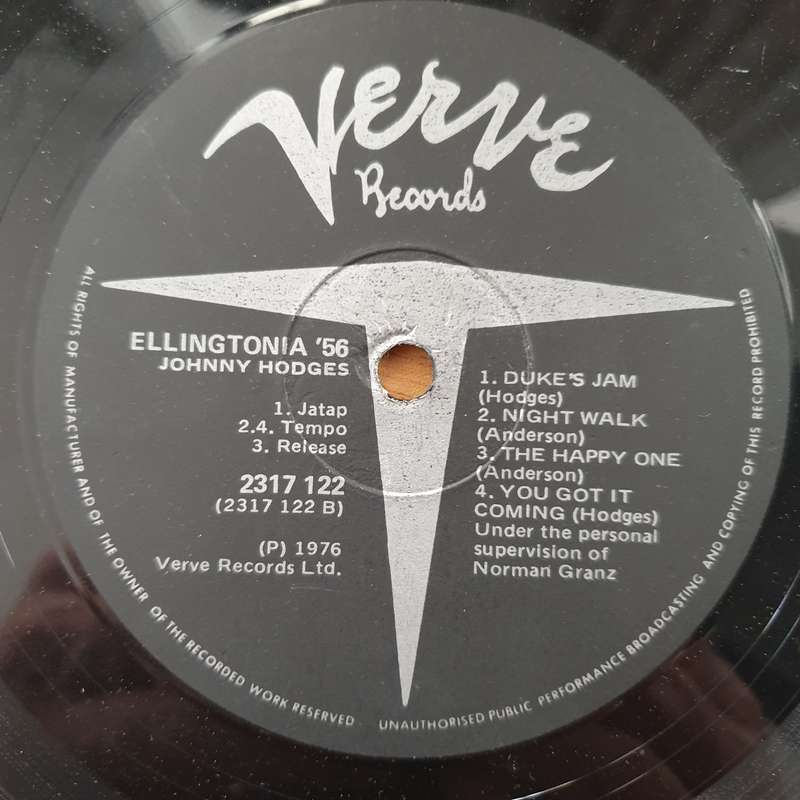 Verve
Records
ELLINGTONIA '56
JOHNNY HODGES
1. Jatap
2.4. Tempo
3. Release
2317 122
(2317 122 B)
(P) 1976
Verve Records Ltd.
1. DUKE'S JAM
(Hodges)
2. NIGHT WALK
(Anderson)
3. THE HAPPY ONE
(Anderson)
4. YOU GOT IT
COMING (Hodges)
Under the personal
supervision of
Norman Granz
ALL RIGHTS OF MANUFACTURER AND OF THE OWNER OF THE RECORDED WORK RESERVED. UNAUTHORISED PUBLIC PERFORMANCE BROADCASTING AND COPYING OF THIS RECORD PROHIBITED